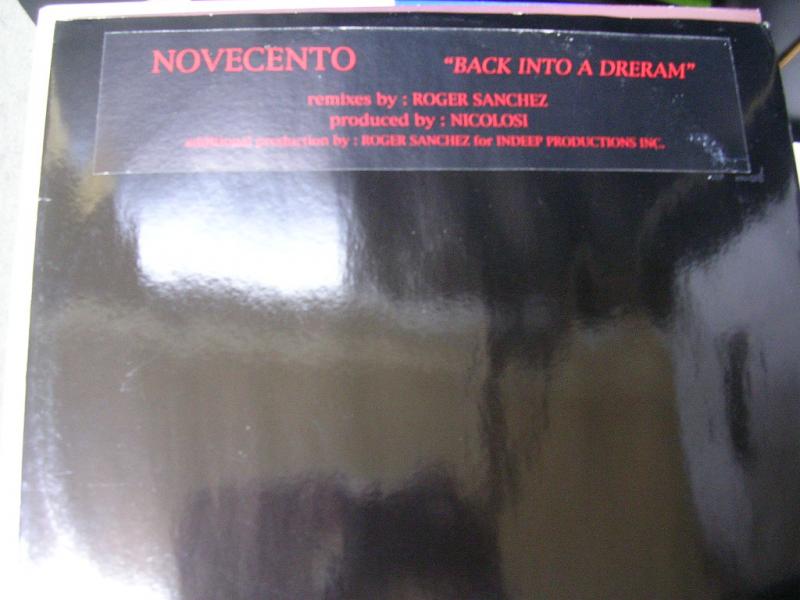 NOVECENTO "BACK INTO A DRERAM"
remixes by : ROGER SANCHEZ
produced by : NICOLOSI
additional production by : ROGER SANCHEZ for INDEEP PRODUCTIONS INC.